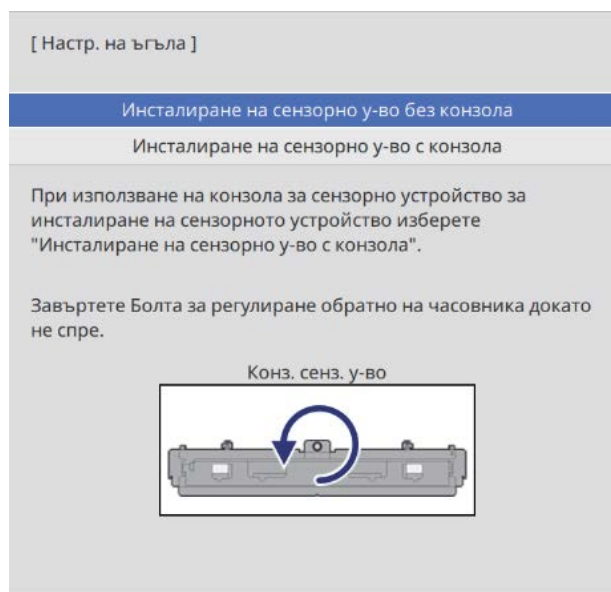 [ Настр. на ъгъла ]
Инсталиране на сензорно у-во без конзола
Инсталиране на сензорно у-во с конзола
При използване на конзола за сензорно устройство за
инсталиране на сензорното устройство изберете
"Инсталиране на сензорно у-во с конзола".
Завъртете Болта за регулиране обратно на часовника докато
не спре.
Конз. сенз. у-во